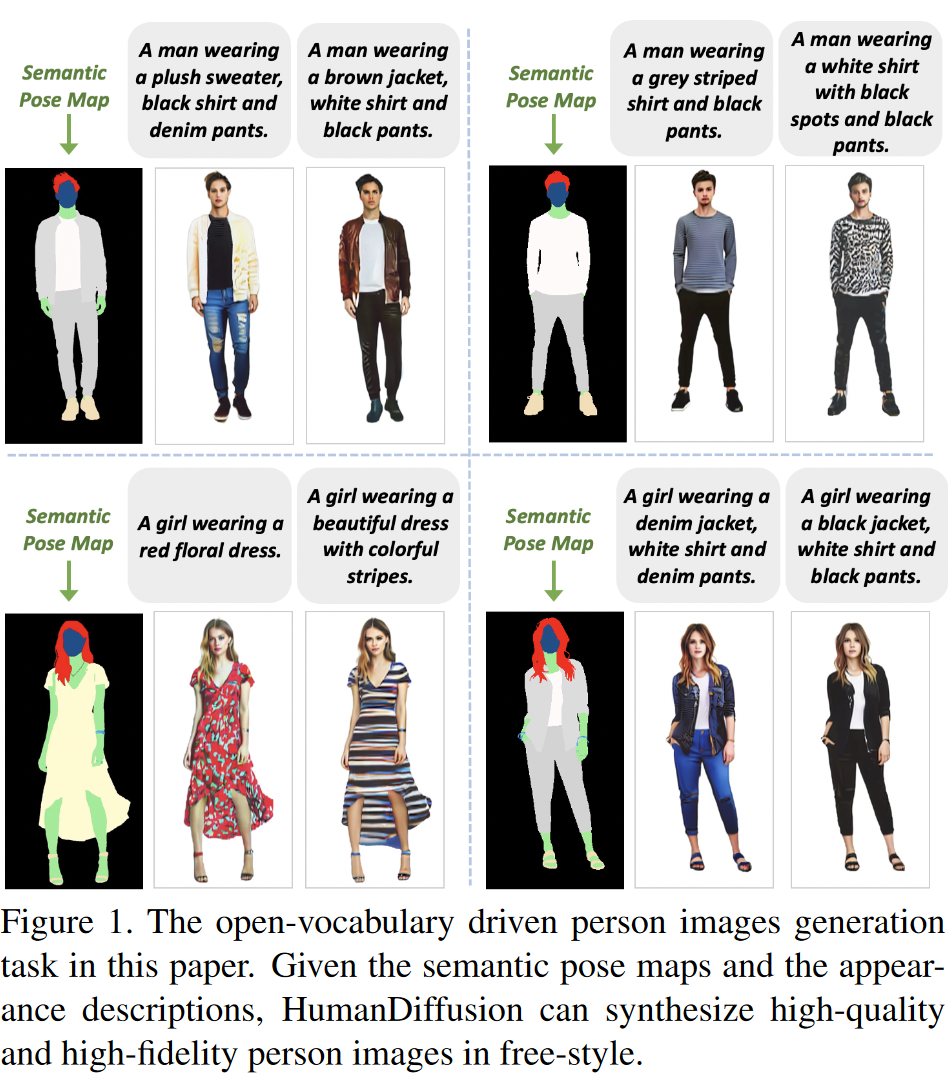 Semantic
Pose Map
A man wearing
a plush sweater,
black shirt and
denim pants.
A man wearing
a brown jacket,
white shirt and
black pants.
Semantic
Pose Map
A man wearing
a grey striped
shirt and black
pants.
A man wearing
a white shirt
with black
spots and black
pants.
Semantic
Pose Map
A girl wearing a
red floral dress.
A girl wearing a
beautiful dress
with colorful
stripes.
Semantic
Pose Map
A girl wearing a
denim jacket,
white shirt and
denim pants.
A girl wearing
a black jacket,
white shirt and
black pants.
Figure 1. The open-vocabulary driven person images generation
task in this paper. Given the semantic pose maps and the appear-
ance descriptions, HumanDiffusion can synthesize high-quality
and high-fidelity person images in free-style.